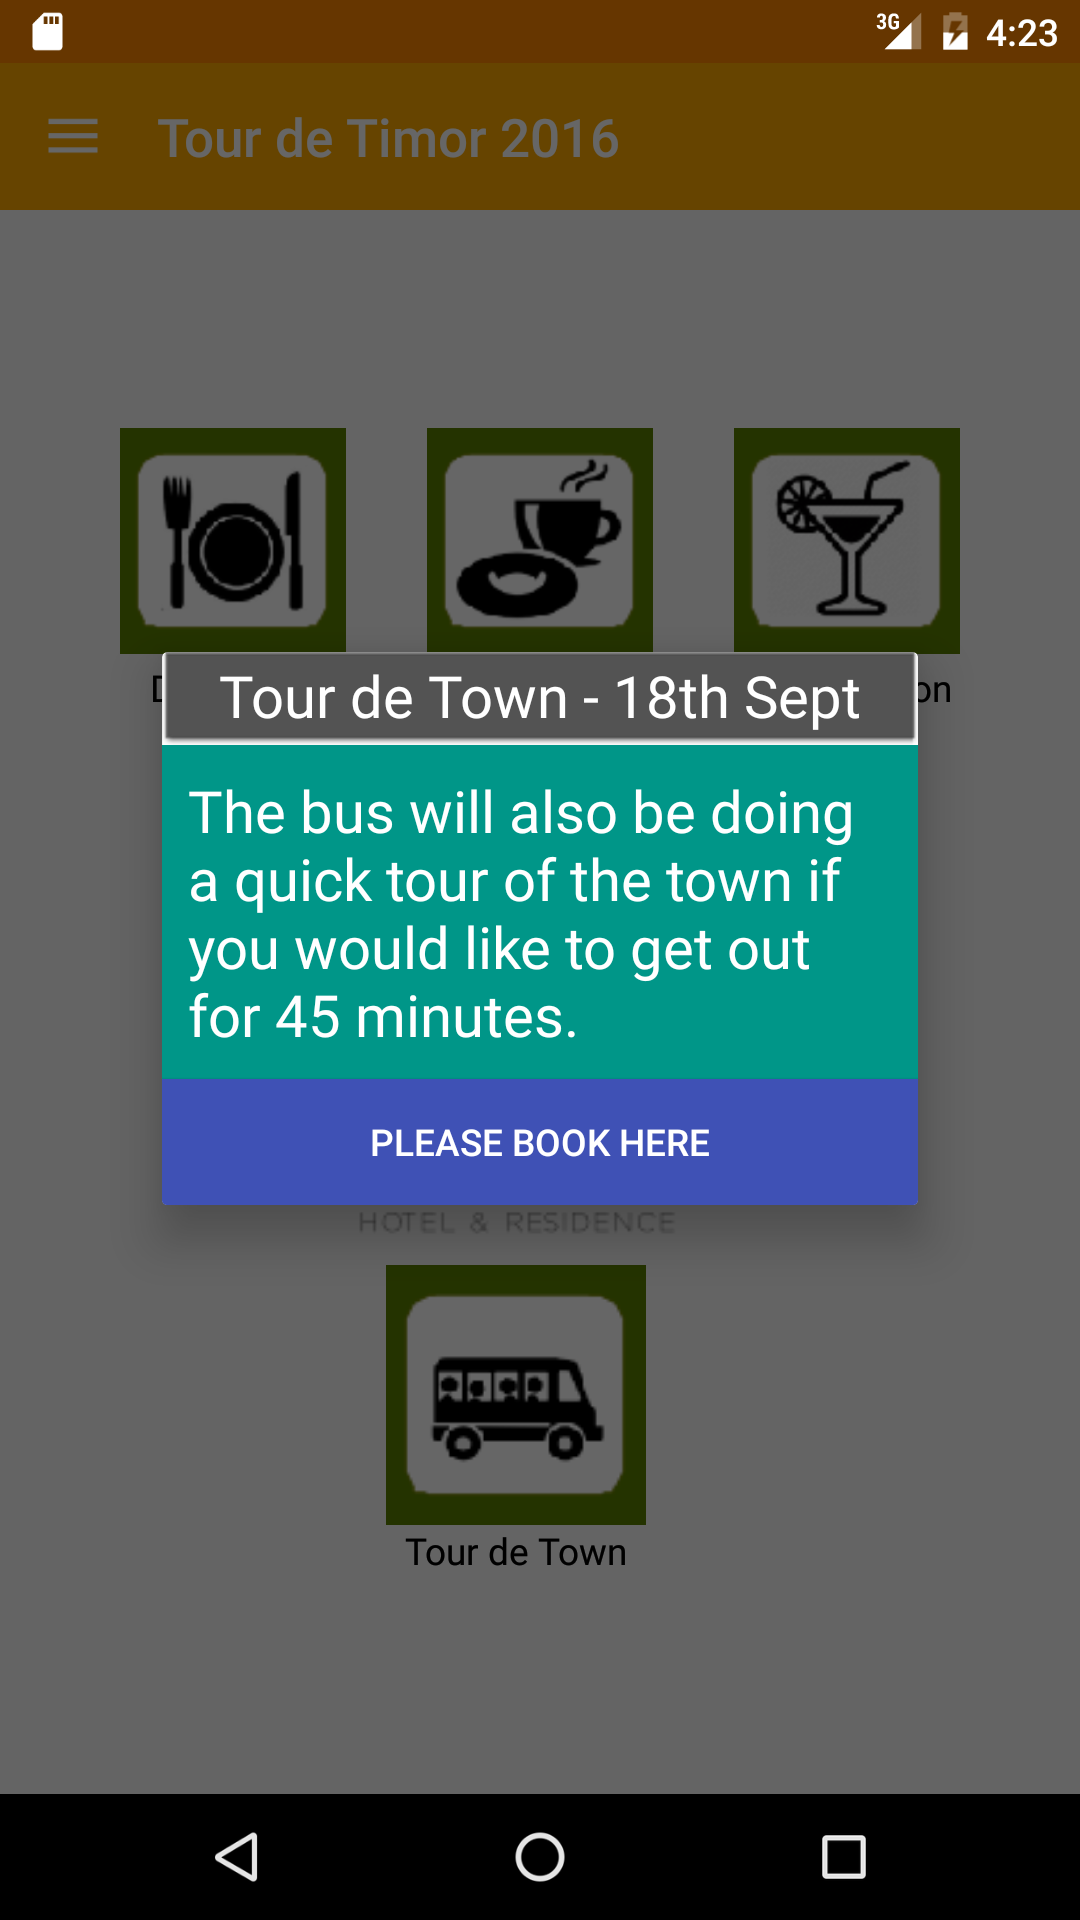 3G 4:23
Tour de Timor 2016
Tour de Town - 18th Sept
The bus will also be doing
a quick tour of the town if
you would like to get out
for 45 minutes.
PLEASE BOOK HERE
HOTEL & RESIDENCE
Tour de Town